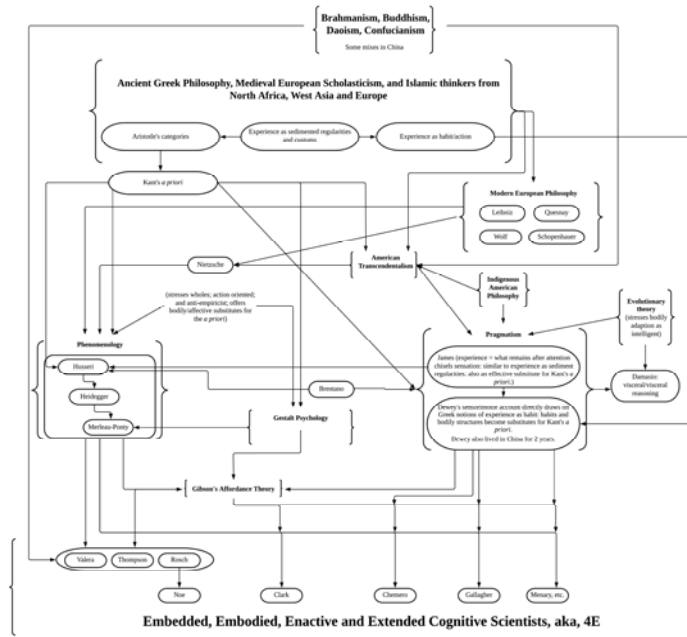 Brahmanism, Buddhism,
Daoism, Confucianism
Some mixes in China
Ancient Greek Philosophy, Medieval European Scholasticism, and Islamic thinkers from
North Africa, West Asia and Europe
Aristotle's categories
Experience as sedimented regularities
and customs
Experience as habit/action
Kant's a priori
Modern European Philosophy
Leibniz
Quesnay
Wolf
Schopenhauer
Nietzsche
American
Transcendentalism
Indigenous
American
Philosophy
Evolutionary
theory
(stresses bodily
adaption as
intelligent)
(stresses wholes; action oriented;
and anti-empiricist; offers
bodily/affective substitutes for
the a priori)
Phenomenology
Pragmatism
Husserl
Heidegger
Merleau-Ponty
Brentano
James (experience = what remains after attention
chisels sensation: similar to experience as sediment
regularities. also an effective substitute for Kant's a
priori.)
Damasio:
visceral/visceral
reasoning
Gestalt Psychology
Dewey's sensorimotor account directly draws on
Greek notions of experience as habit: habits and
bodily structures become substitutes for Kant's a
priori.
Dewey also lived in China for 2 years.
Gibson's Affordance Theory
Valera
Thompson
Rosch
Noe
Clark
Chemero
Gallagher
Menary, etc.
Embedded, Embodied, Enactive and Extended Cognitive Scientists, aka, 4E